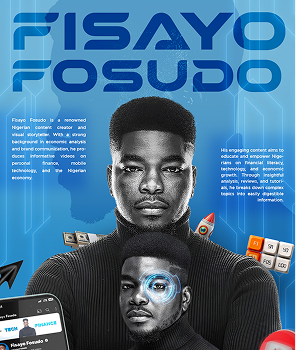 FISAYO
FOSUDO
Fisayo Fosudo is a renowned
Nigerian content creator and
visual storyteller. With a strong
background in economic analysis
and brand communication, he pro
duces informative videos on
personal finance, mobile
technology, and the Nigerian
economy.
His engaging content aims to
educate and empower Nige-
rians on financial literacy,
technology, and economic
growth. Through insightful
analysis, reviews, and tutori-
als, he breaks down complex
topics into easily digestible
information.
TECH
FINANCE
Fisayo Fosudo